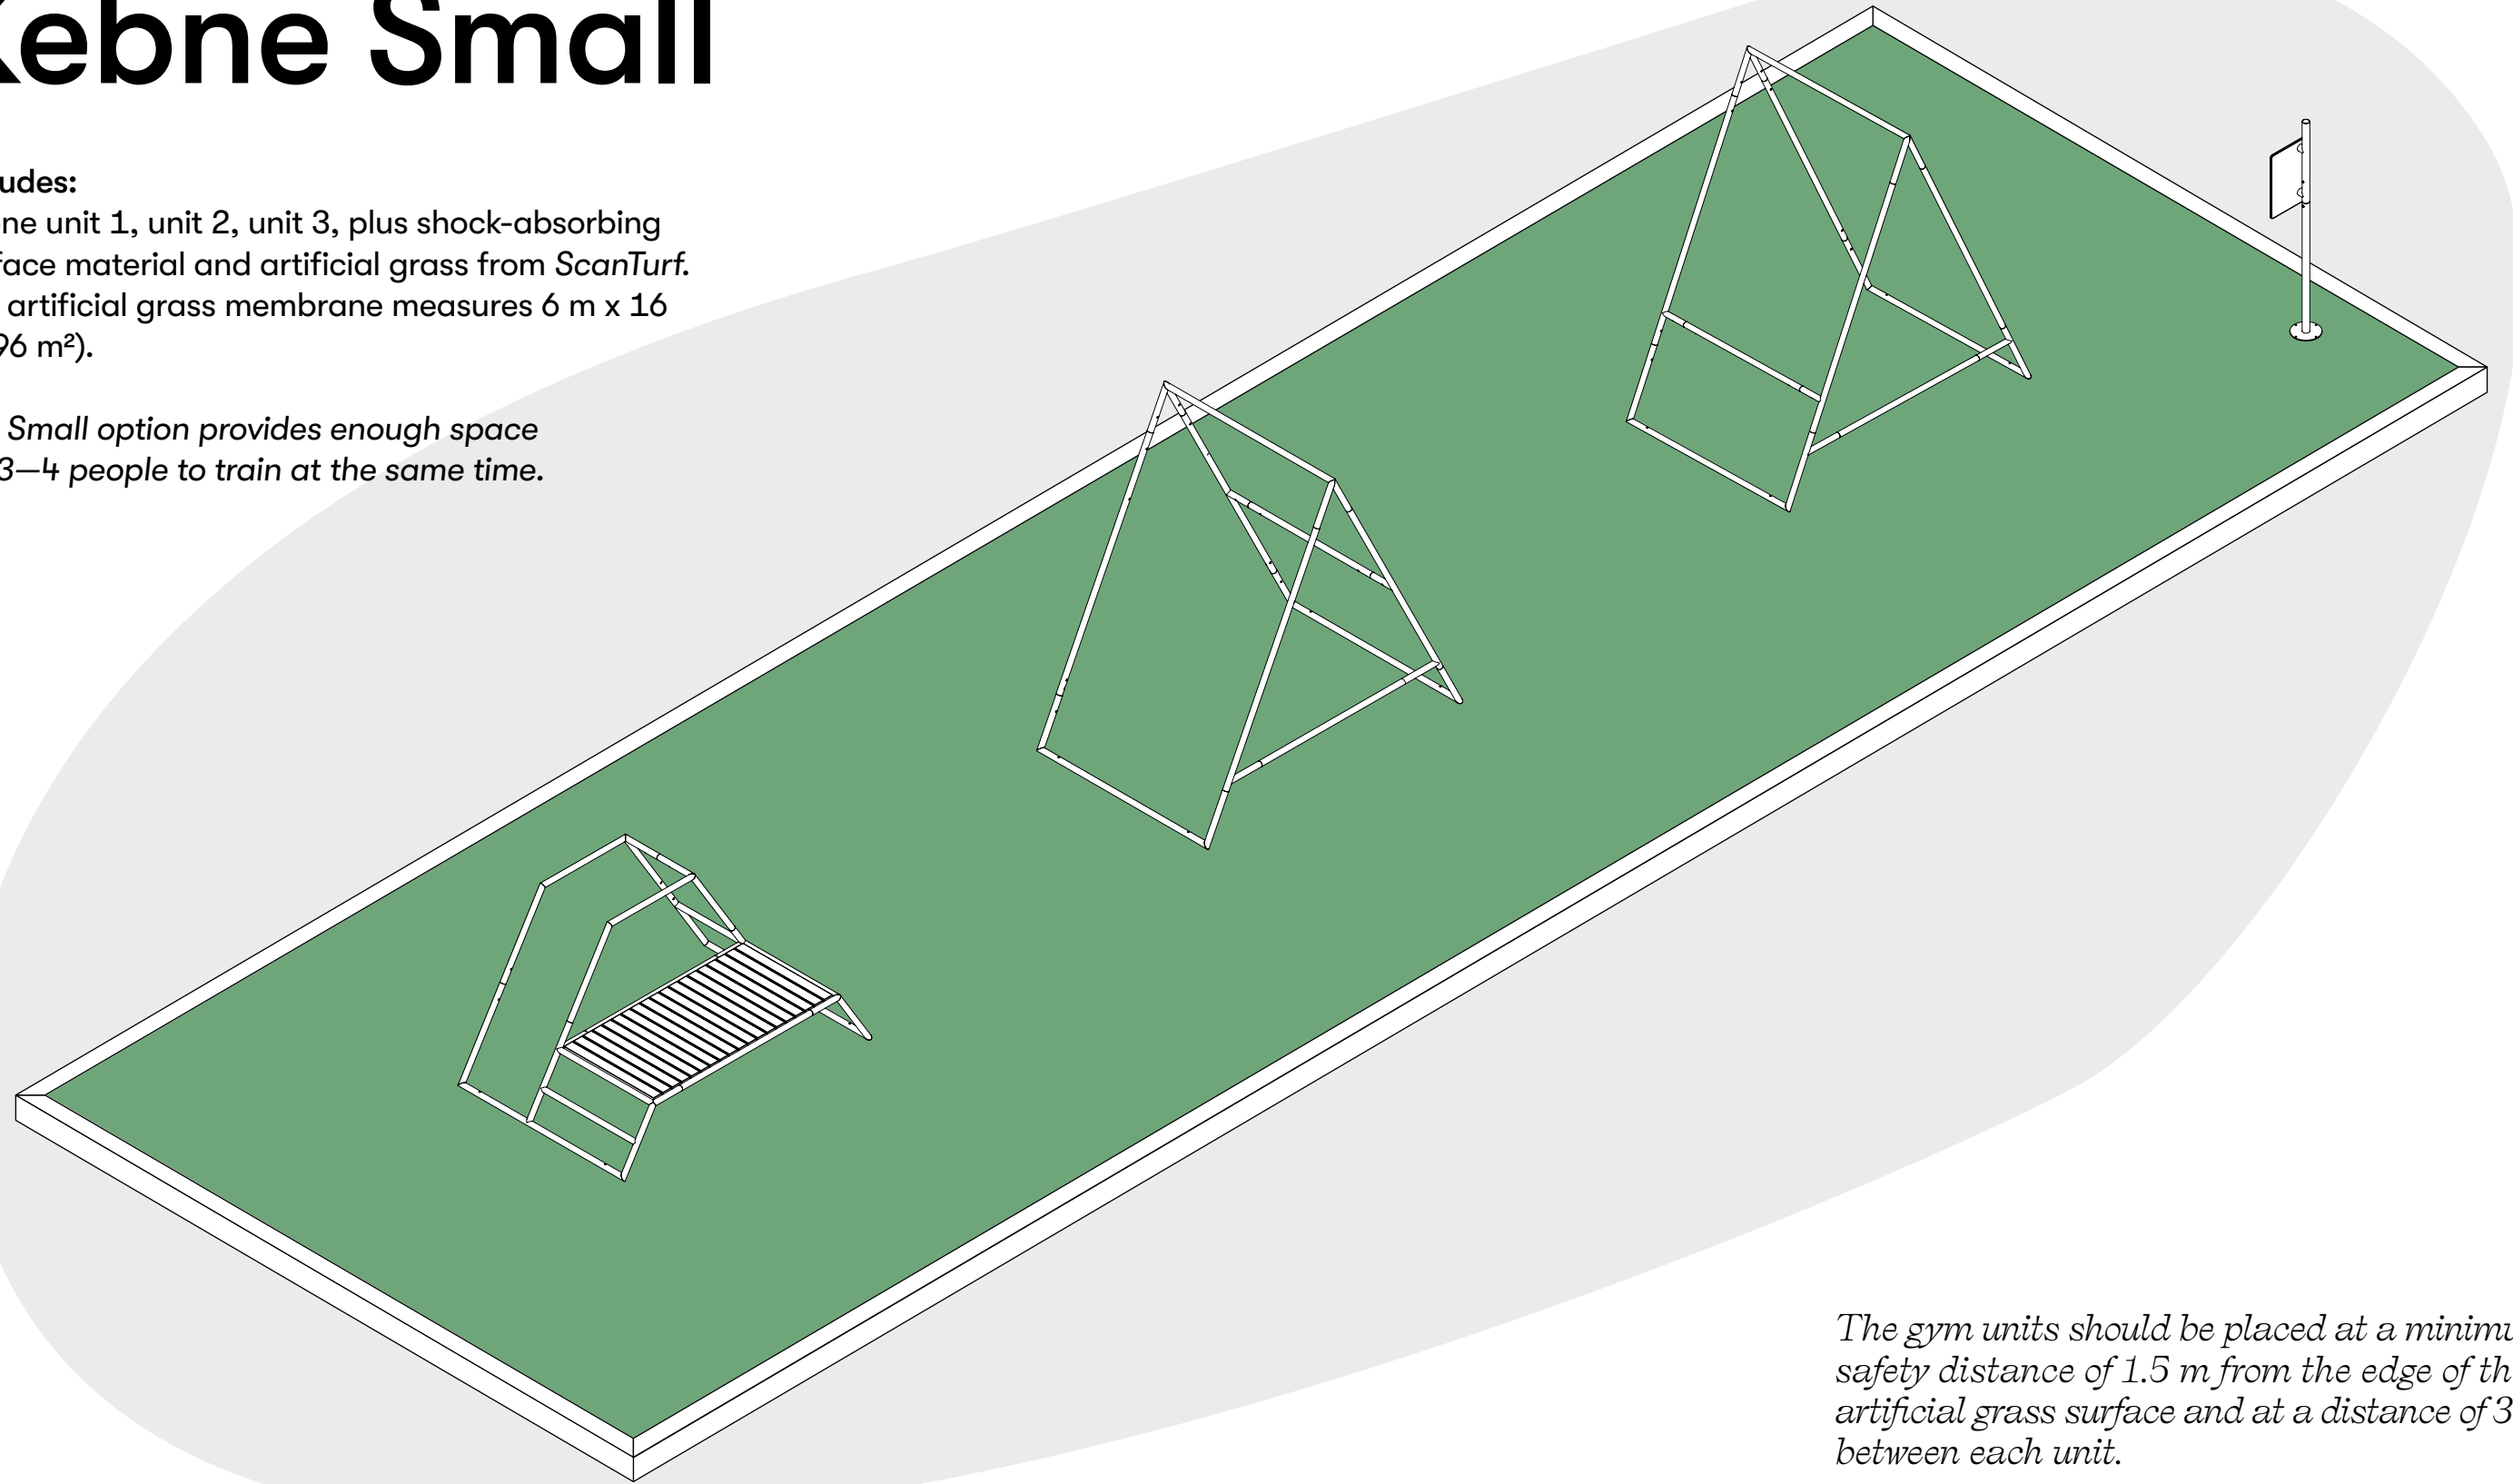 Kebne Small
udes:
ne unit 1, unit 2, unit 3, plus shock-absorbing
face material and artificial grass from ScanTurf.
artificial grass membrane measures 6 m x 16
96 m²).
Small option provides enough space
3—4 people to train at the same time.
The gym units should be placed at a minimu
safety distance of 1.5 m from the edge of th
artificial grass surface and at a distance of 3
between each unit.